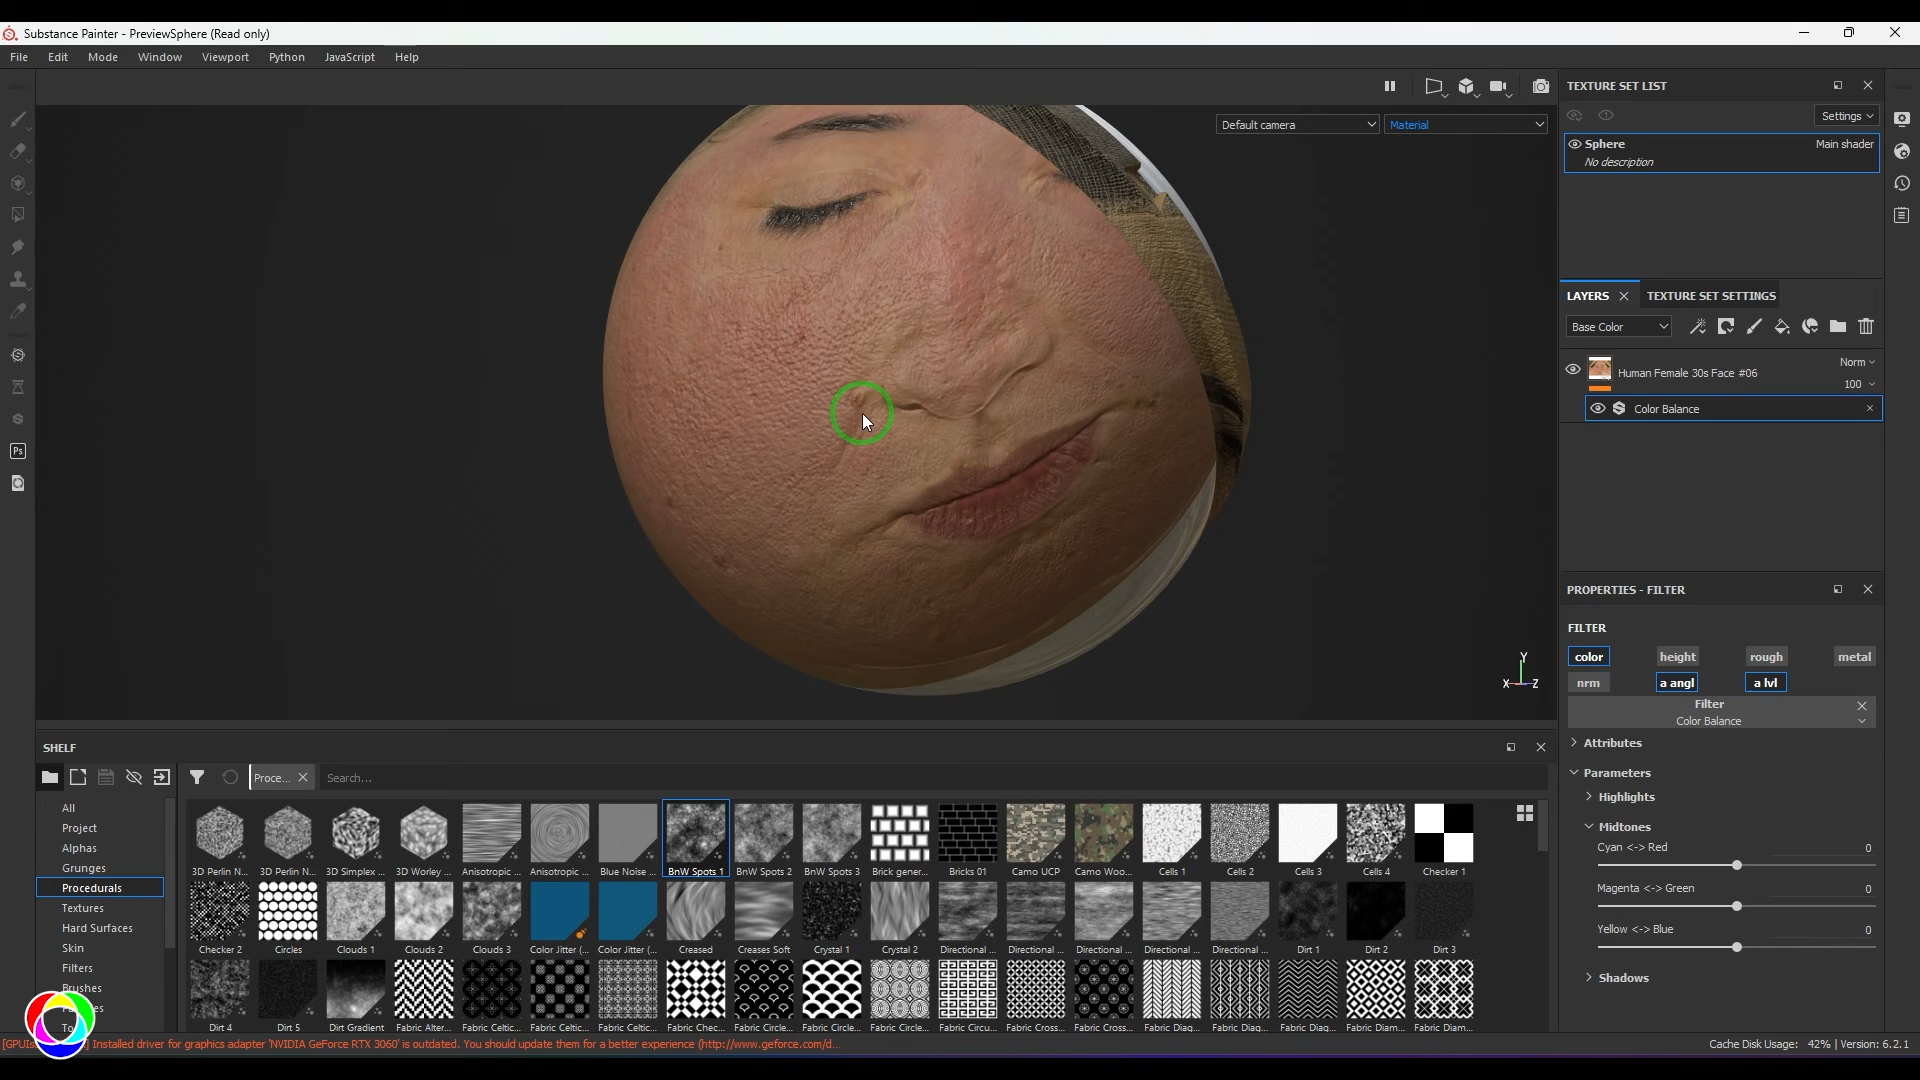 Substance Painter - PreviewSphere (Read only)
File Edit Mode Window Viewport Python JavaScript Help
Default camera Material
TEXTURE SET LIST
Settings
Sphere Main shader
No description
LAYERS TEXTURE SET SETTINGS
Base Color
Norm
Human Female 30s Face #06
100
Color Balance
PROPERTIES - FILTER
FILTER
color height rough metal
nrm a angl a lvl
Filter
Color Balance
Attributes
Parameters
Highlights
Midtones
Cyan <-> Red 0
Magenta <-> Green 0
Yellow <-> Blue 0
Shadows
Y
X Z
Ps
SHELF
Proce... Search...
All
Project
Alphas
Grunges
Procedurals
Textures
Hard Surfaces
Skin
Filters
Brushes
3D Perlin N... 3D Perlin N... 3D Simplex ... 3D Worley ... Anisotropic ... Anisotropic ... Blue Noise ... BnW Spots 1 BnW Spots 2 BnW Spots 3 Brick gener... Bricks 01 Camo UCP Camo Woo... Cells 1 Cells 2 Cells 3 Cells 4 Checker 1
Checker 2 Circles Clouds 1 Clouds 2 Clouds 3 Color Jitter (... Color Jitter (... Creased Creases Soft Crystal 1 Crystal 2 Directional ... Directional ... Directional ... Directional ... Directional ... Dirt 1 Dirt 2 Dirt 3
Dirt 4 Dirt 5 Dirt Gradient Fabric Alter... Fabric Celtic... Fabric Celtic... Fabric Celtic... Fabric Chec... Fabric Circle... Fabric Circle... Fabric Circle... Fabric Circu... Fabric Cross... Fabric Cross... Fabric Diag... Fabric Diag... Fabric Diag... Fabric Diam... Fabric Diam...
Installed driver for graphics adapter 'NVIDIA GeForce RTX 3060' is outdated. You should update them for a better experience (http://www.geforce.com/d...
Cache Disk Usage: 42% | Version: 6.2.1